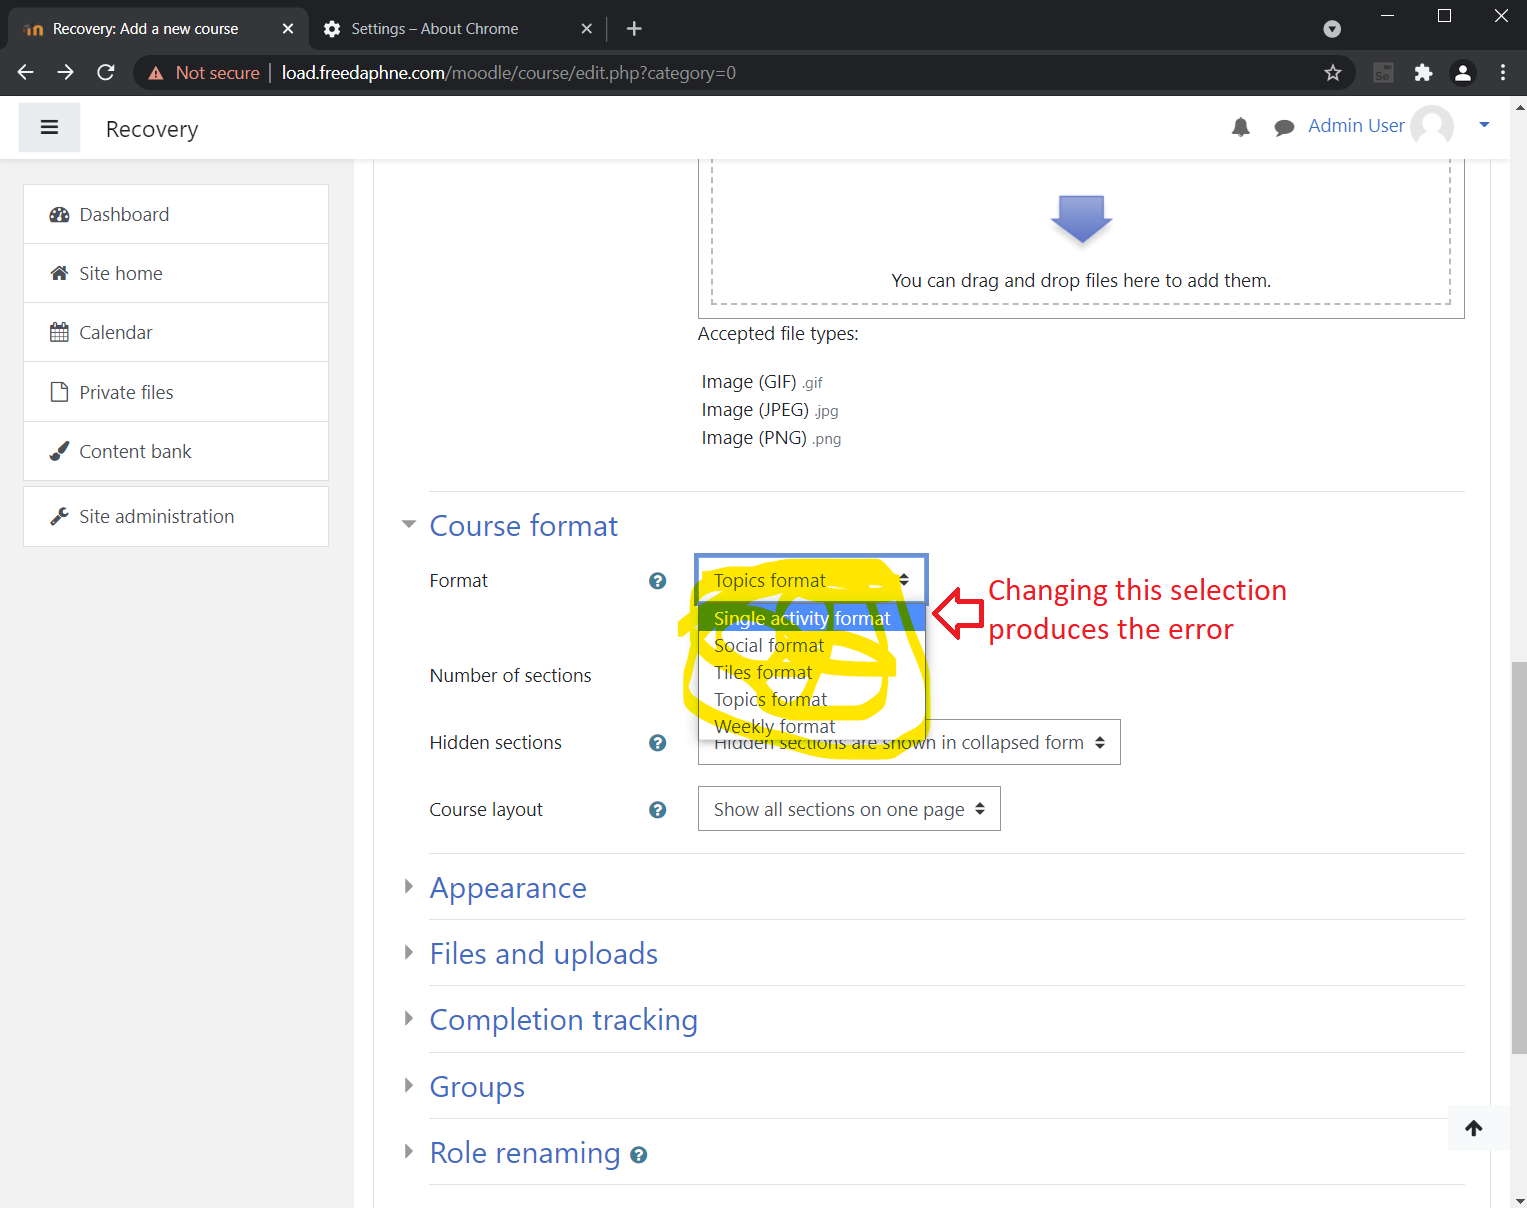 Recovery: Add a new course
Settings – About Chrome
Not secure
load.freedaphne.com/moodle/course/edit.php?category=0
Se
Recovery
Admin User
Dashboard
Site home
Calendar
Private files
Content bank
Site administration
You can drag and drop files here to add them.
Accepted file types:
Image (GIF) .gif
Image (JPEG) .jpg
Image (PNG) .png
Course format
Format
Topics format
Single activity format
Social format
Tiles format
Topics format
Weekly format
Changing this selection
produces the error
Number of sections
Hidden sections
Hidden sections are shown in collapsed form
Course layout
Show all sections on one page
Appearance
Files and uploads
Completion tracking
Groups
Role renaming